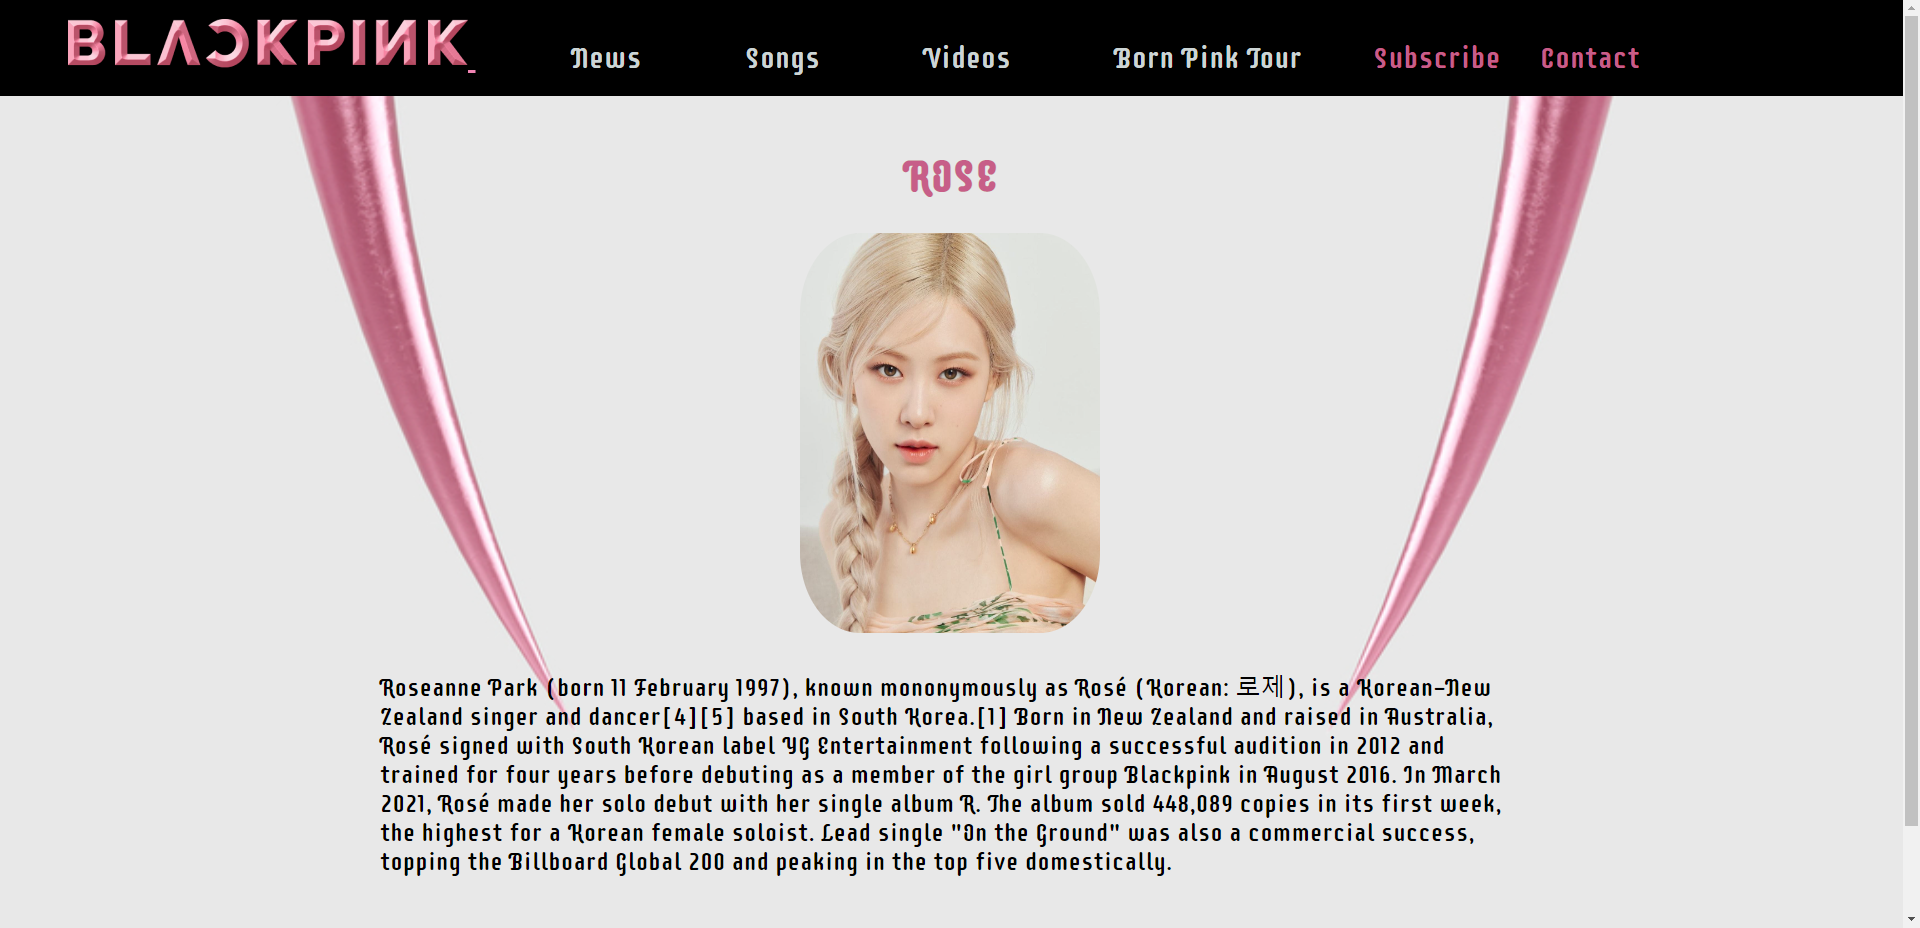 BLACKPINK
News Songs Videos Born Pink Tour Subscribe Contact
ROSE
Roseanne Park (born 11 February 1997), known mononymously as Rosé (Korean: 로제), is a Korean-New
Zealand singer and dancer[4][5] based in South Korea.[1] Born in New Zealand and raised in Australia,
Rosé signed with South Korean label YG Entertainment following a successful audition in 2012 and
trained for four years before debuting as a member of the girl group Blackpink in August 2016. In March
2021, Rosé made her solo debut with her single album R. The album sold 448,089 copies in its first week,
the highest for a Korean female soloist. Lead single "On the Ground" was also a commercial success,
topping the Billboard Global 200 and peaking in the top five domestically.